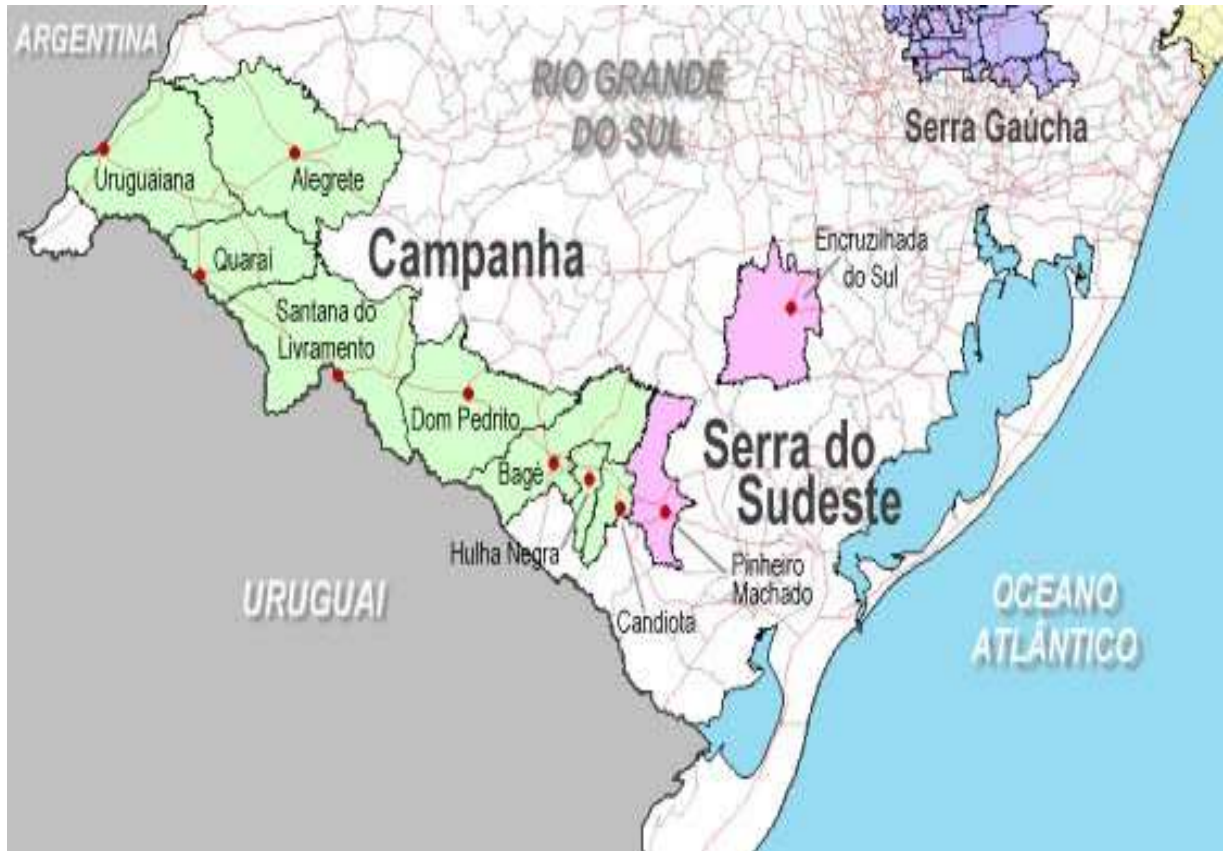 ARGENTINA
RIO GRANDE
DO SUL
Serra Gaúcha
Uruguaiana
Alegrete
Quaraí
Campanha
Encruzilhada
do Sul
Santana do
Livramento
Dom Pedrito
Bagé
Serra do
Sudeste
Hulha Negra
Pinheiro
Machado
Candiota
URUGUAI
OCEANO
ATLÂNTICO